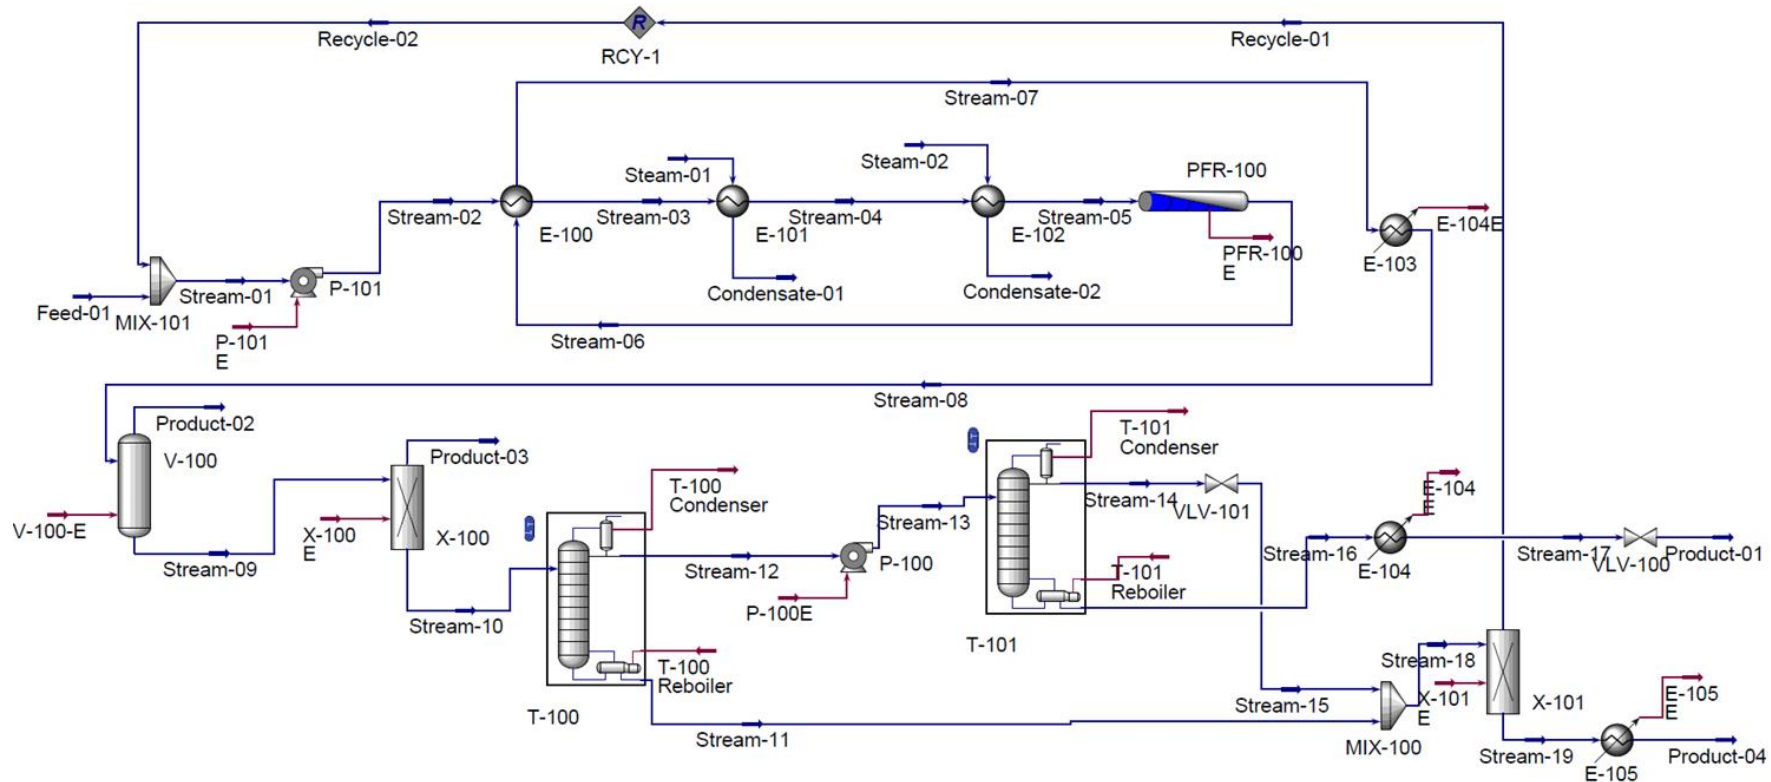 Recycle-02
R
RCY-1
Recycle-01
Stream-07
Steam-01
Steam-02
PFR-100
Stream-02
Stream-03
Stream-04
Stream-05
E-104E
E-100
E-101
E-102
PFR-100
E
E-103
P-101
Stream-01
Feed-01
MIX-101
Condensate-01
Condensate-02
P-101
E
Stream-06
Stream-08
Product-02
V-100
Product-03
T-101
Condenser
T-100
Condenser
Stream-14
VLV-101
E-104
E
V-100-E
X-100
E
X-100
Stream-09
Stream-12
P-100
Stream-13
T-101
Reboiler
Stream-16
E-104
Stream-17
VLV-100
Product-01
P-100E
Stream-10
T-101
T-100
Reboiler
Stream-18
X-101
E
X-101
T-100
Stream-11
Stream-15
MIX-100
E-105
E
Stream-19
E-105
Product-04